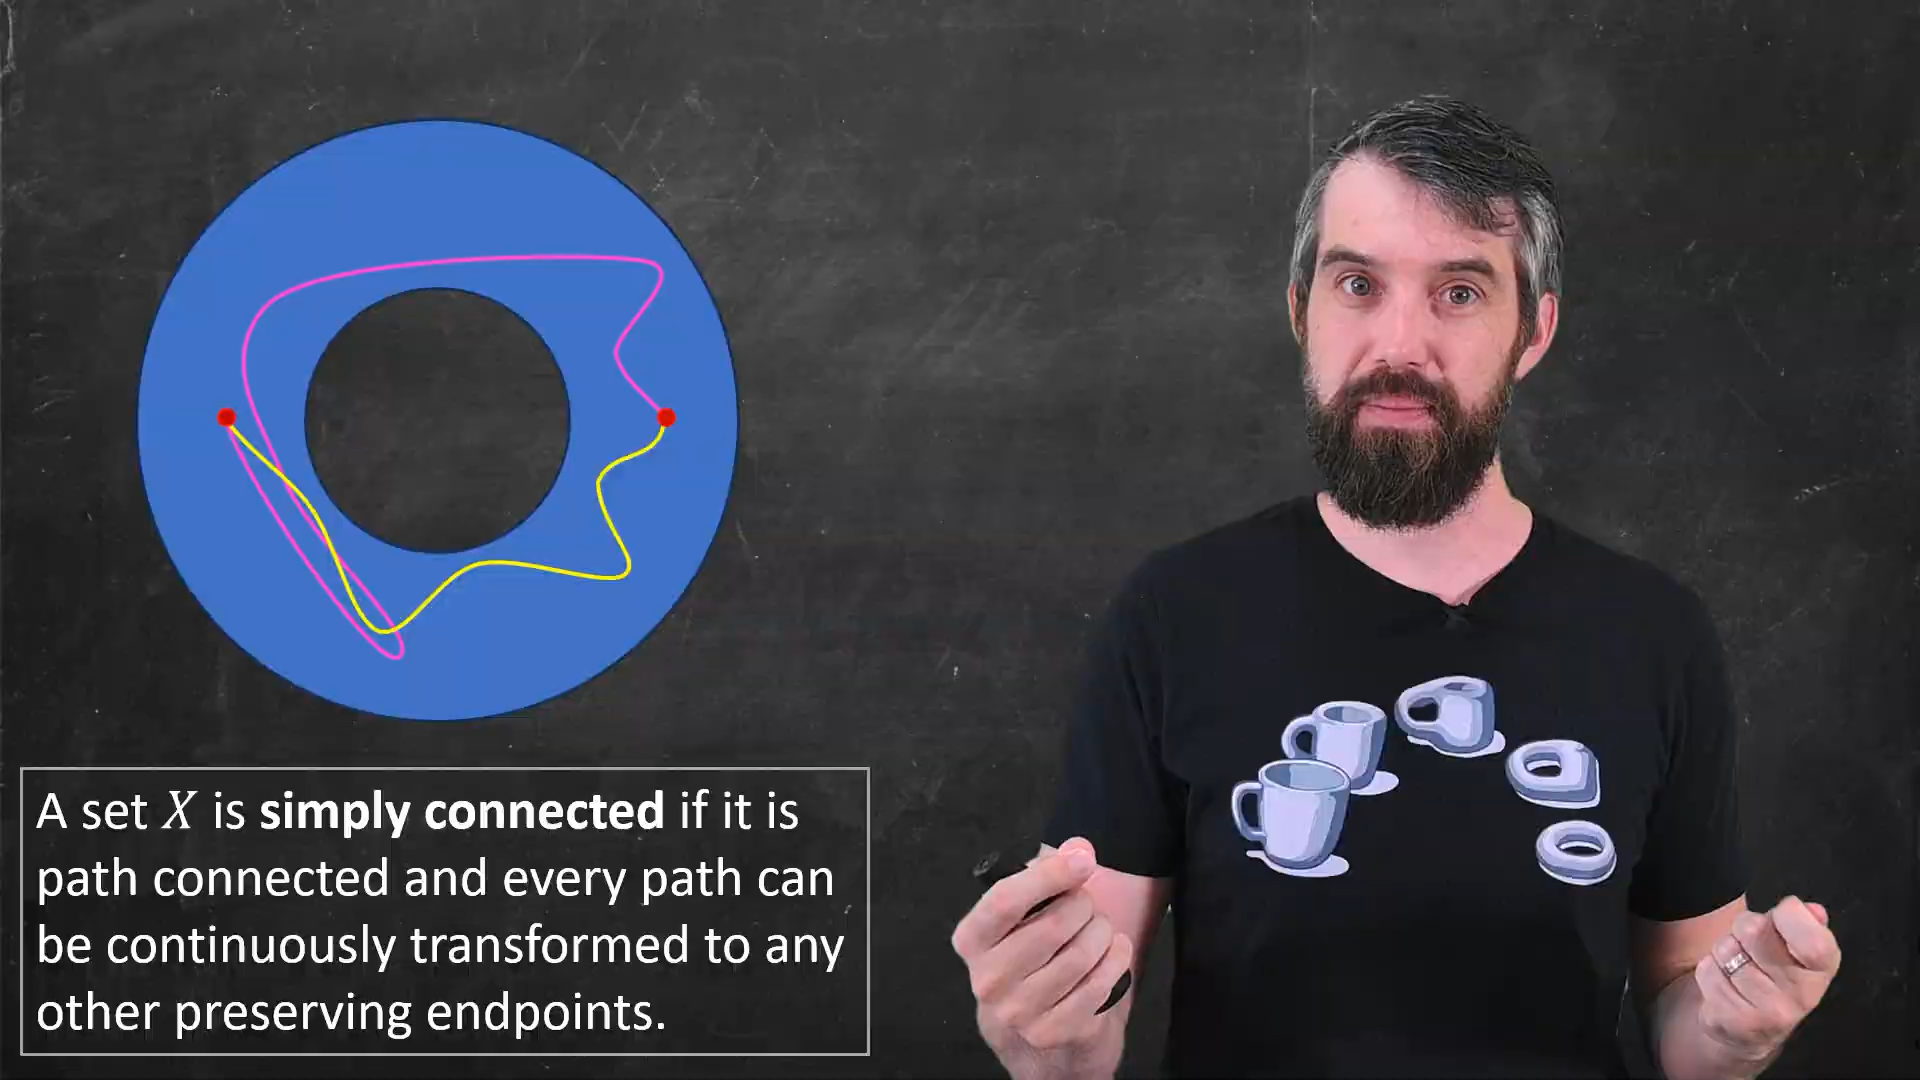 A set X is simply connected if it is
path connected and every path can
be continuously transformed to any
other preserving endpoints.